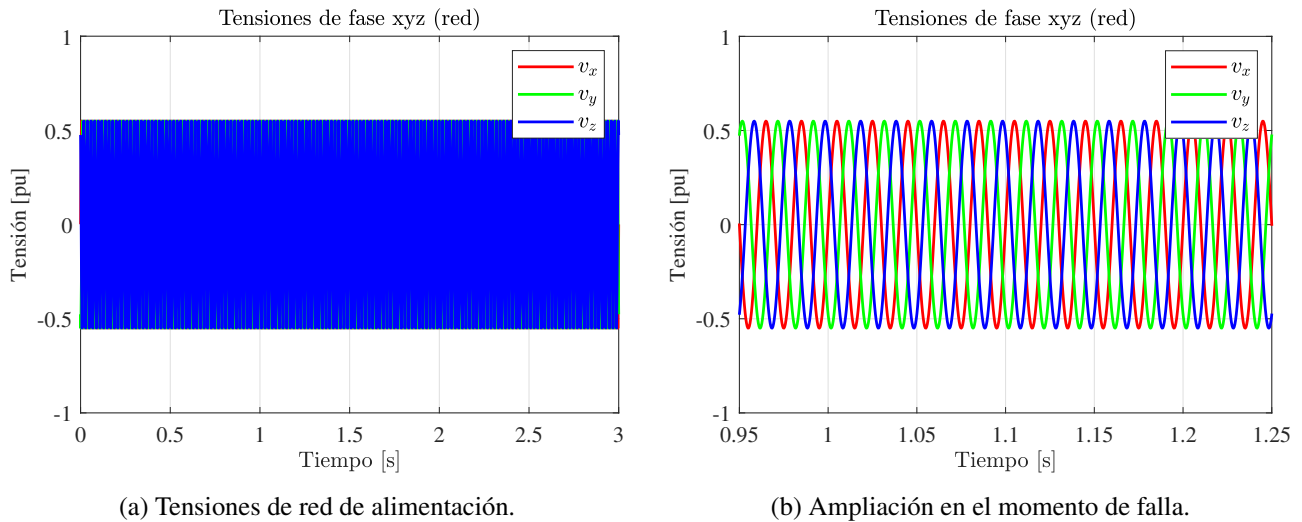 Tensiones de fase xyz (red)
1
0.5
0
-0.5
-1
Tensión [pu]
v_x
v_y
v_z
0 0.5 1 1.5 2 2.5 3
Tiempo [s]
(a) Tensiones de red de alimentación.
Tensiones de fase xyz (red)
1
0.5
0
-0.5
-1
Tensión [pu]
v_x
v_y
v_z
0.95 1 1.05 1.1 1.15 1.2 1.25
Tiempo [s]
(b) Ampliación en el momento de falla.